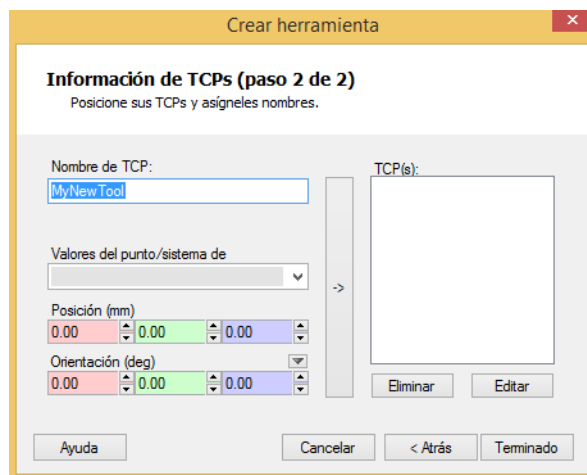 Crear herramienta
Información de TCPs (paso 2 de 2)
Posicione sus TCPs y asígneles nombres.
Nombre de TCP:
MyNewTool
Valores del punto/sistema de
Posición (mm)
0.00 0.00 0.00
Orientación (deg)
0.00 0.00 0.00
->
TCP(s):
Eliminar Editar
Ayuda Cancelar < Atrás Terminado